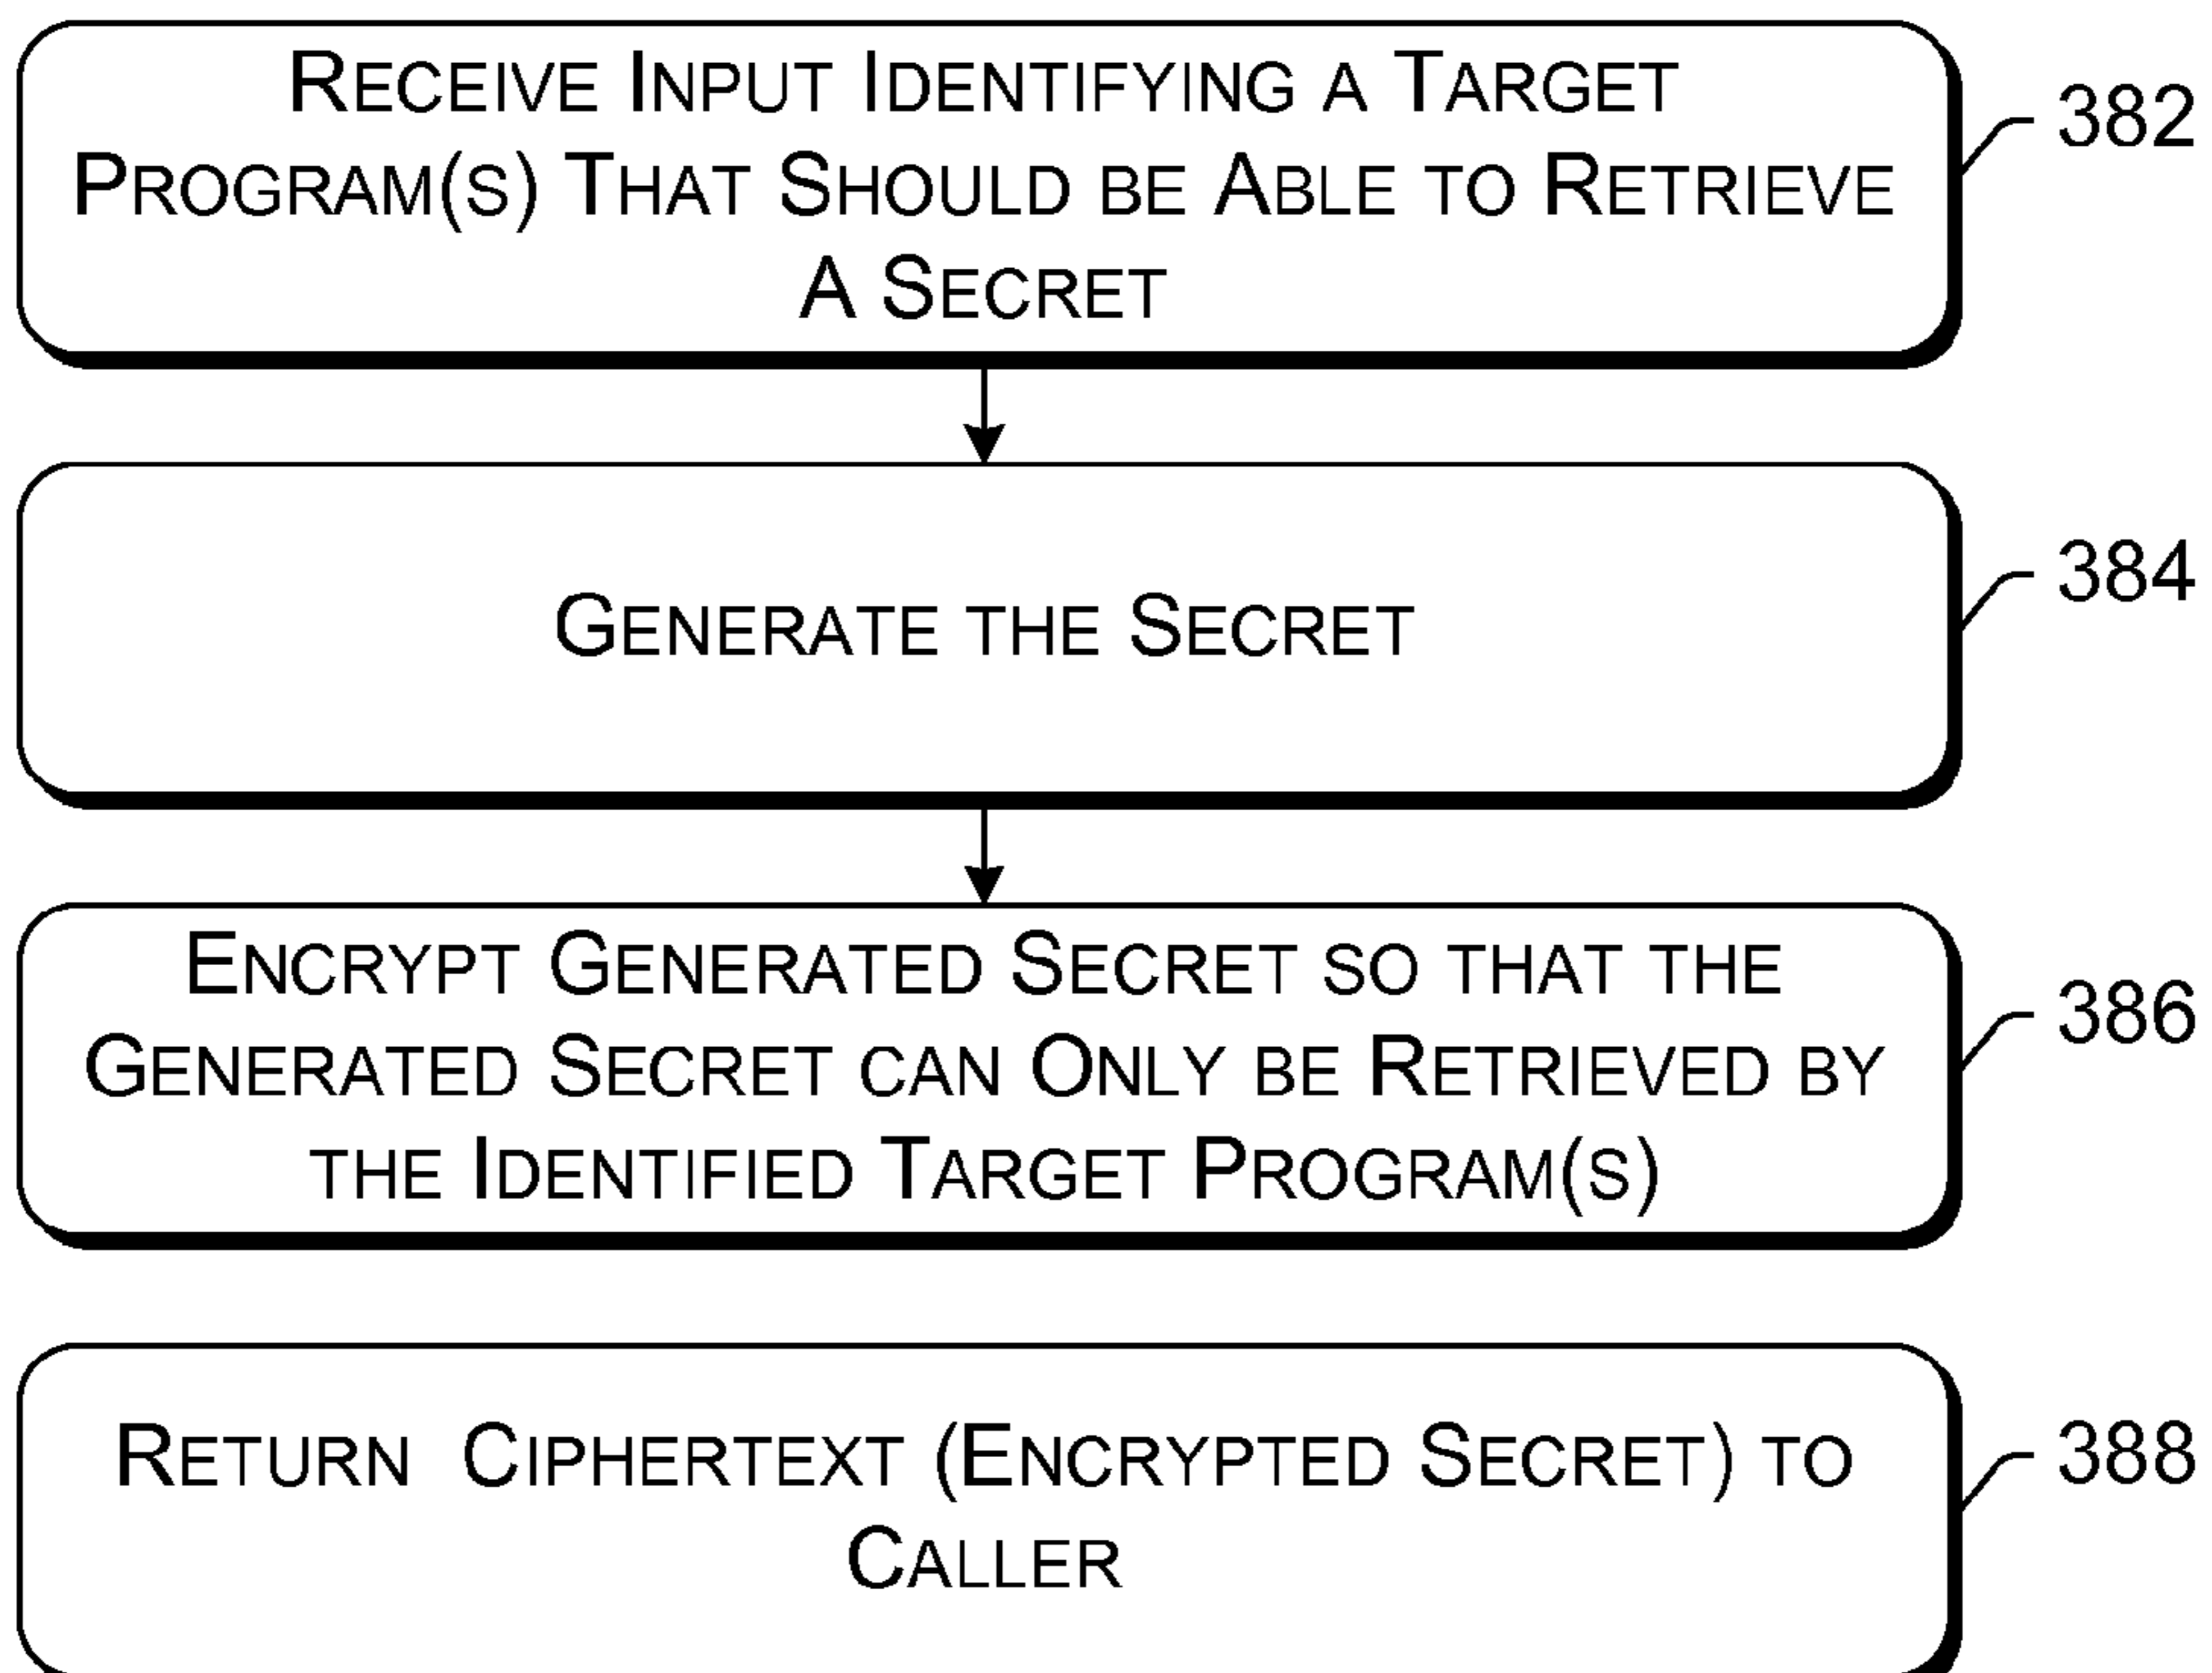 RECEIVE INPUT IDENTIFYING A TARGET
PROGRAM(S) THAT SHOULD BE ABLE TO RETRIEVE
A SECRET
382
GENERATE THE SECRET
384
ENCRYPT GENERATED SECRET SO THAT THE
GENERATED SECRET CAN ONLY BE RETRIEVED BY
THE IDENTIFIED TARGET PROGRAM(S)
386
RETURN CIPHERTEXT (ENCRYPTED SECRET) TO
CALLER
388